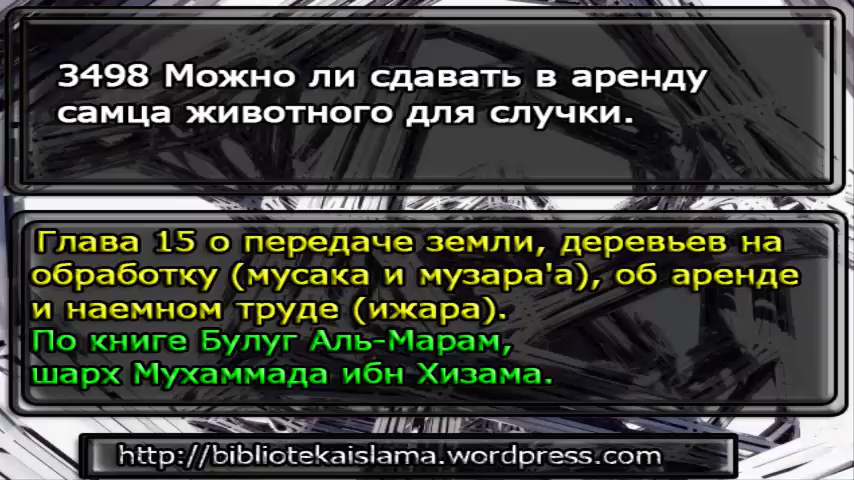 3498 Можно ли сдавать в аренду
самца животного для случки.
Глава 15 о передаче земли, деревьев на
обработку (мусака и музара'а), об аренде
и наемном труде (ижара).
По книге Булуг Аль-Марам,
шарх Мухаммада ибн Хизама.
http://bibliotekaislama.wordpress.com